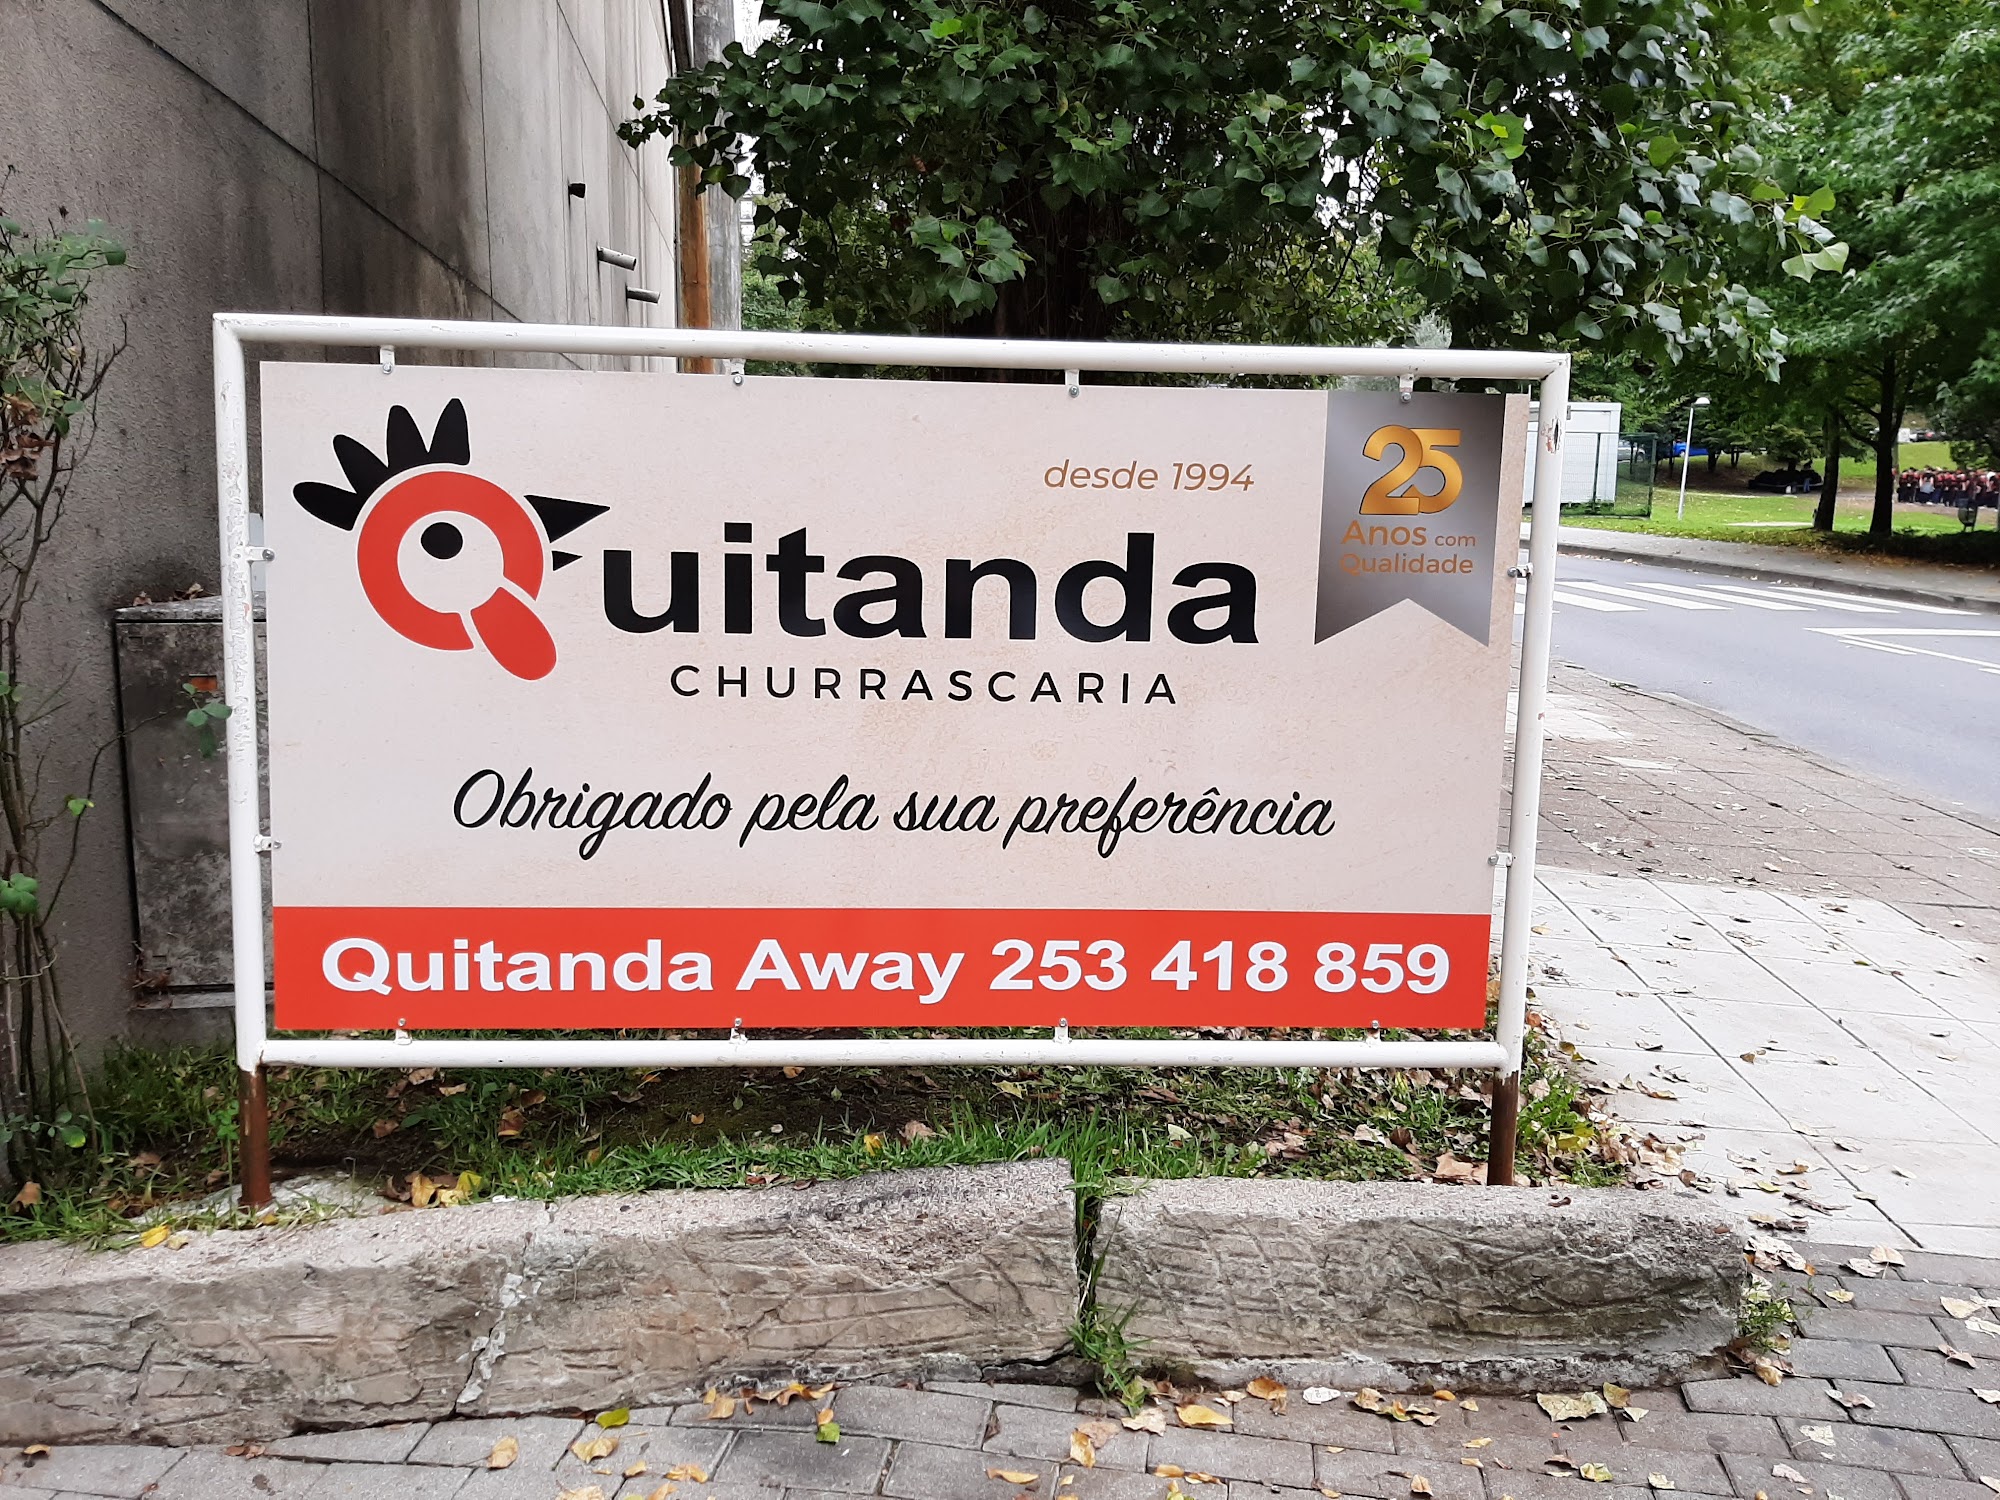 desde 1994
25
Anos com
Qualidade
Quitanda
CHURRASCARIA
Obrigado pela sua preferência
Quitanda Away 253 418 859